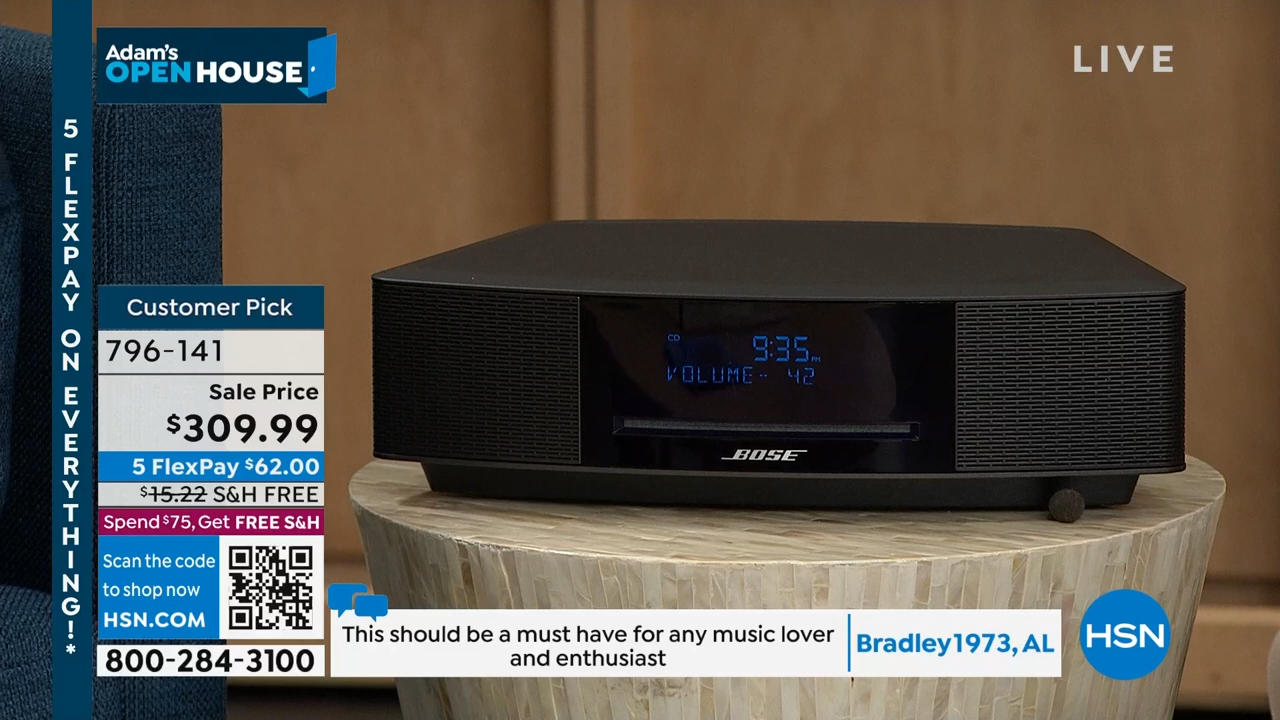 Adam's
OPEN HOUSE
LIVE
5 FLEXPAY ON EVERYTHING!*
Customer Pick
796-141
Sale Price
$309.99
5 FlexPay $62.00
$15.22 S&H FREE
Spend $75, Get FREE S&H
Scan the code
to shop now
HSN.COM
800-284-3100
CD
9:35 PM
VOLUME- 42
BOSE
This should be a must have for any music lover
and enthusiast
Bradley1973, AL
HSN